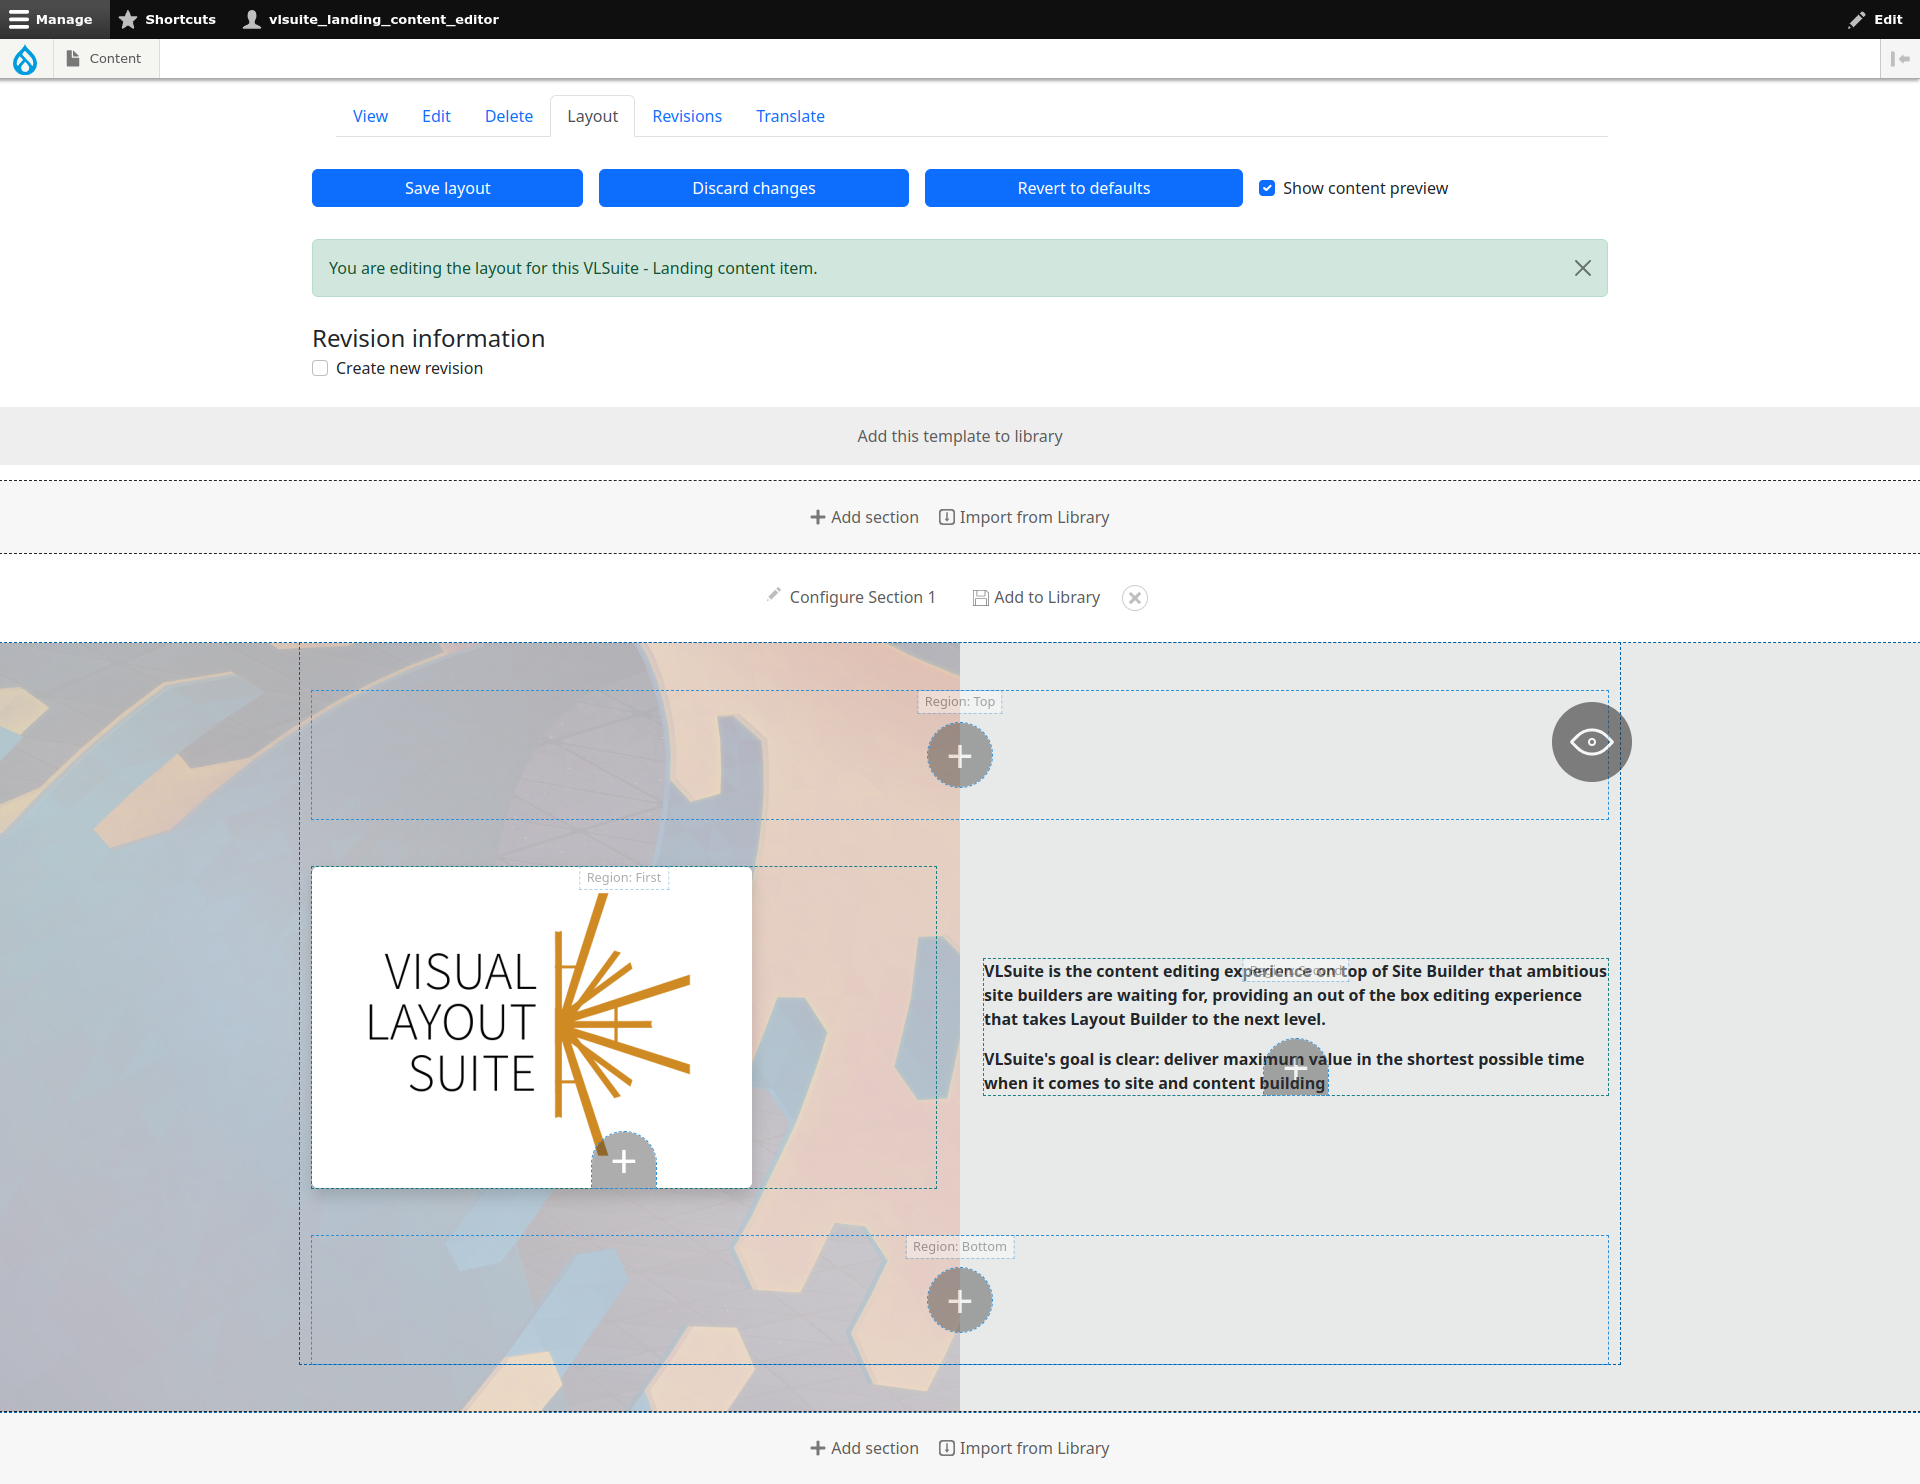 Manage
Shortcuts
vlsuite_landing_content_editor
Edit
Content
View
Edit
Delete
Layout
Revisions
Translate
Save layout
Discard changes
Revert to defaults
Show content preview
You are editing the layout for this VLSuite - Landing content item.
Revision information
Create new revision
Add this template to library
Add section
Import from Library
Configure Section 1
Add to Library
Region: Top
Region: First
VISUAL
LAYOUT
SUITE
VLSuite is the content editing experience on top of Site Builder that ambitious
site builders are waiting for, providing an out of the box editing experience
that takes Layout Builder to the next level.
VLSuite's goal is clear: deliver maximum value in the shortest possible time
when it comes to site and content building
Region: Bottom
Add section
Import from Library